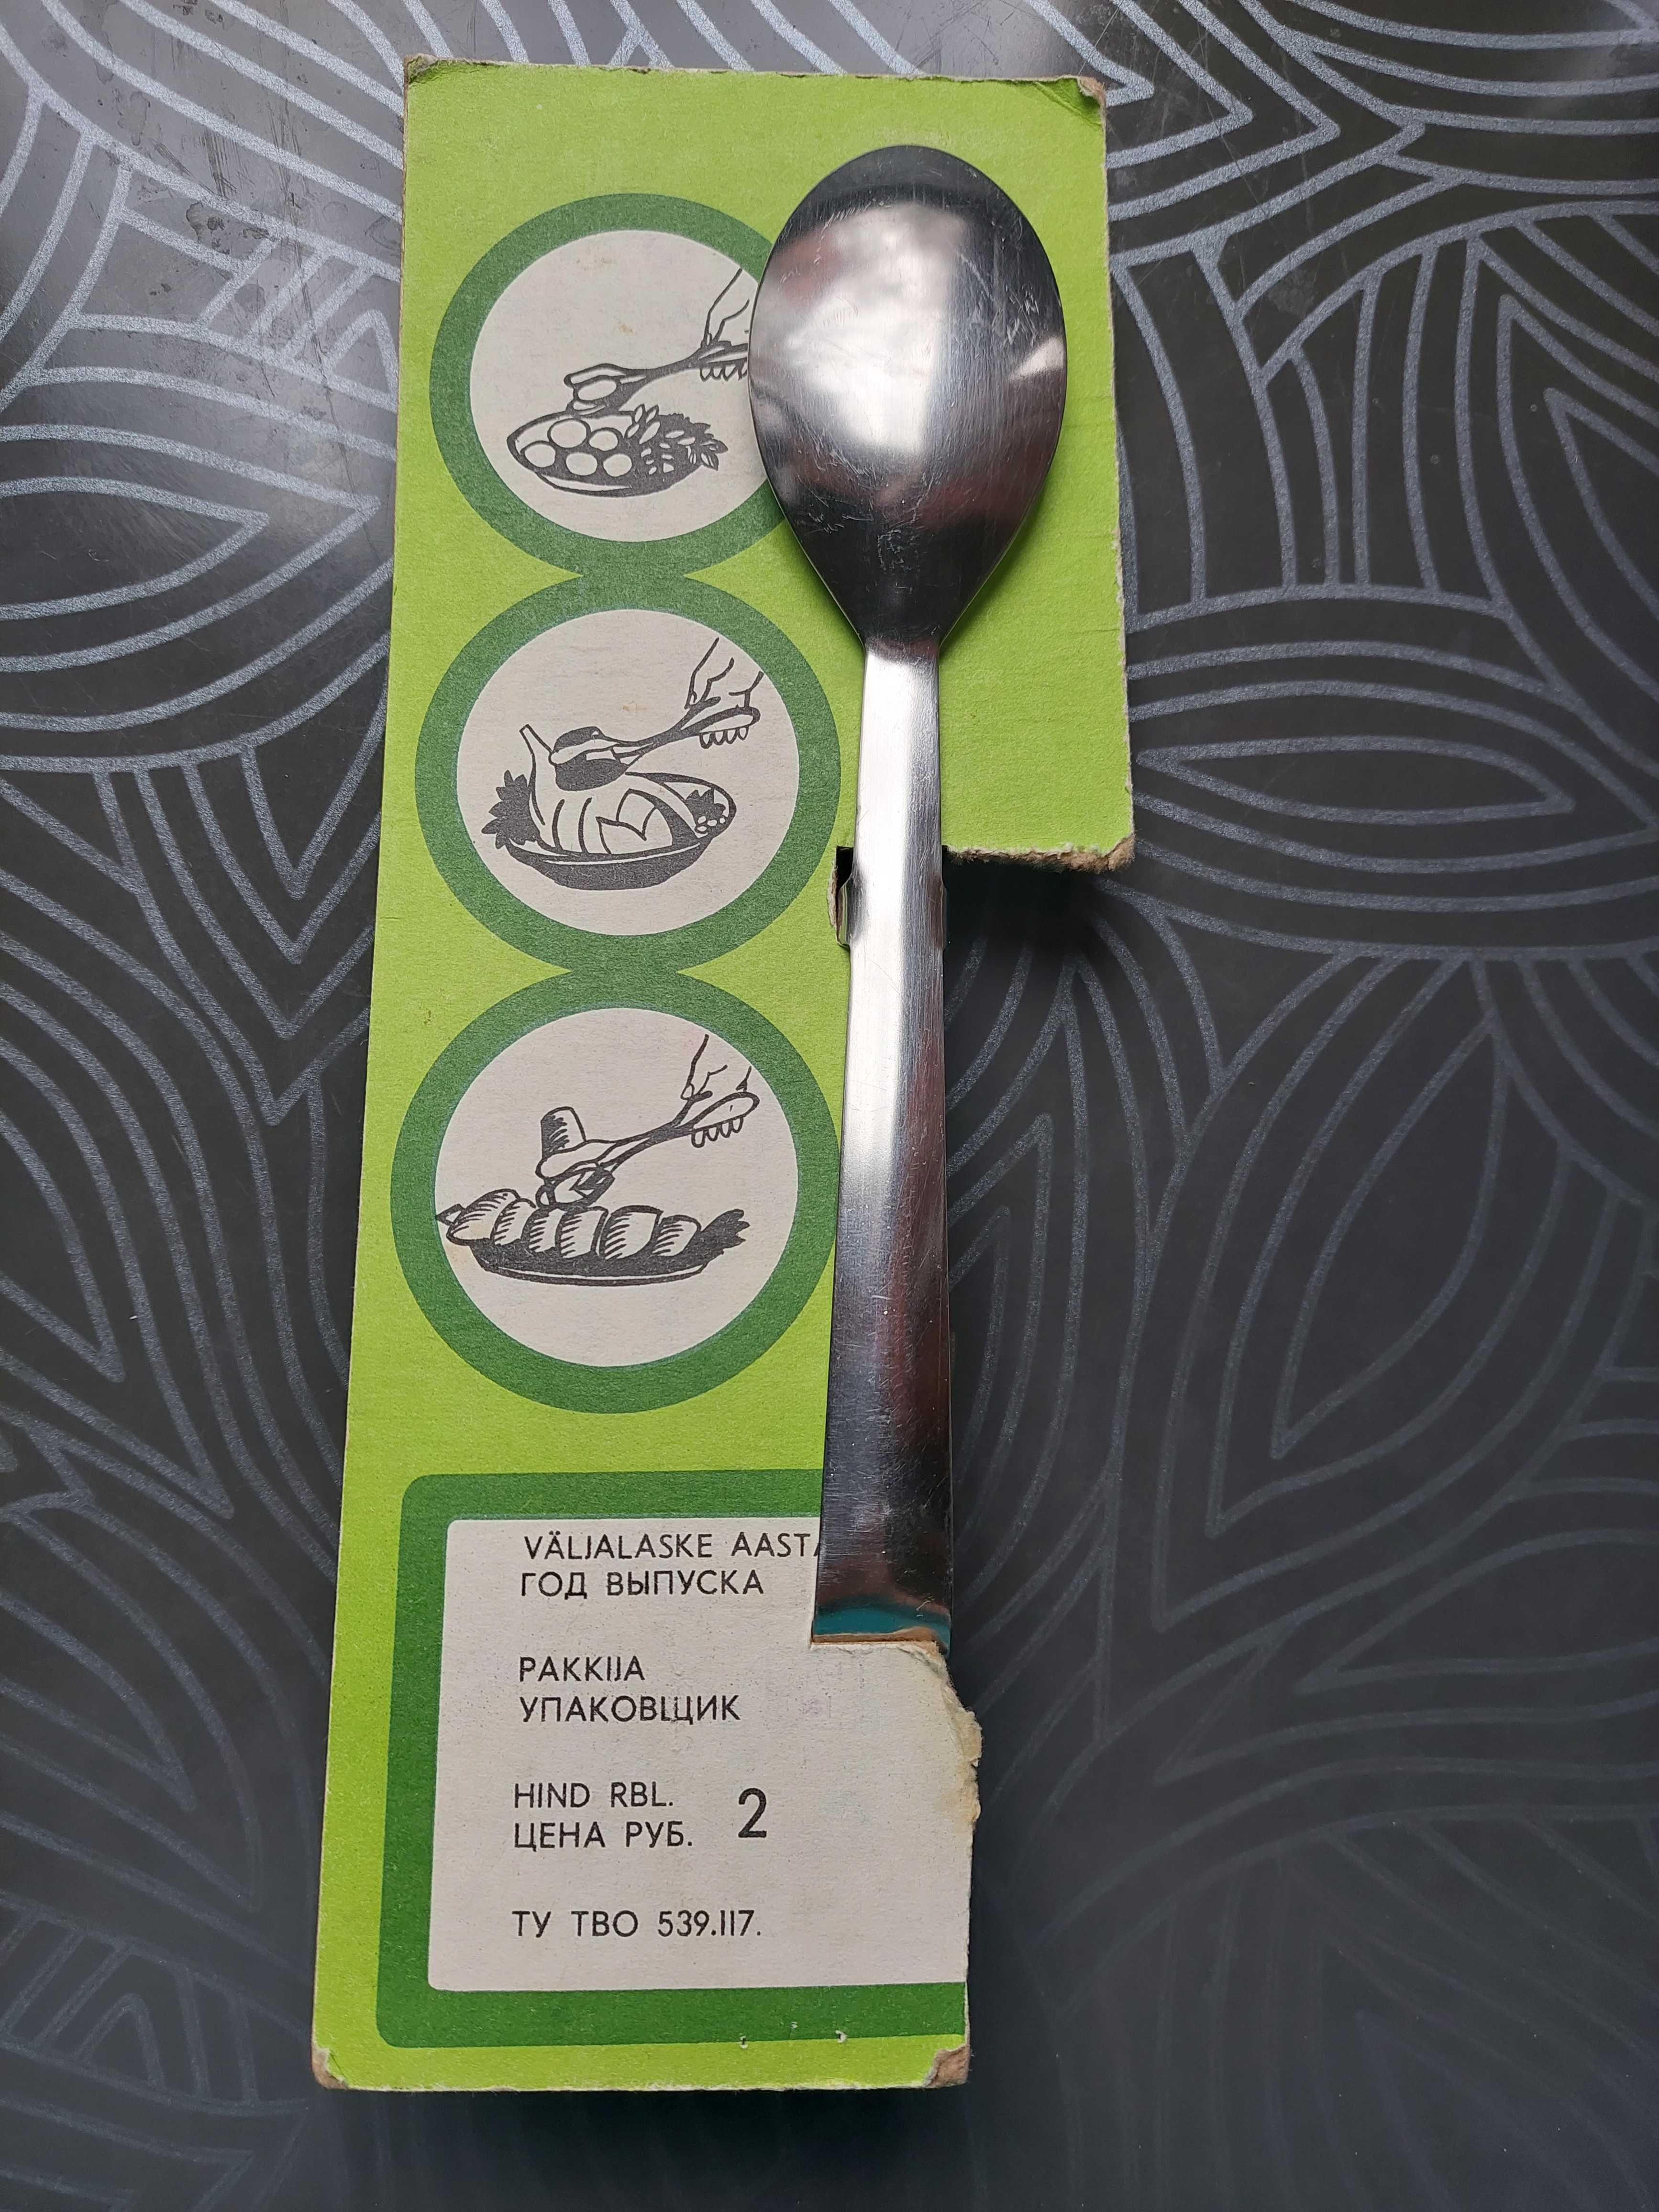 VÄLJALASKE AASTA
ГОД ВЫПУСКА
PAKKIJA
УПАКОВЩИК
HIND RBL. 2
ЦЕНА РУБ.
ТУ ТВО 539.117.